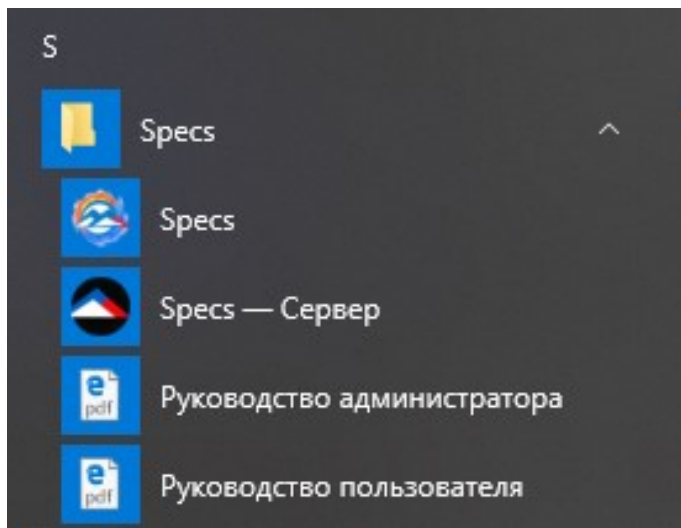 S
Specs
Specs
Specs — Сервер
Руководство администратора
Руководство пользователя